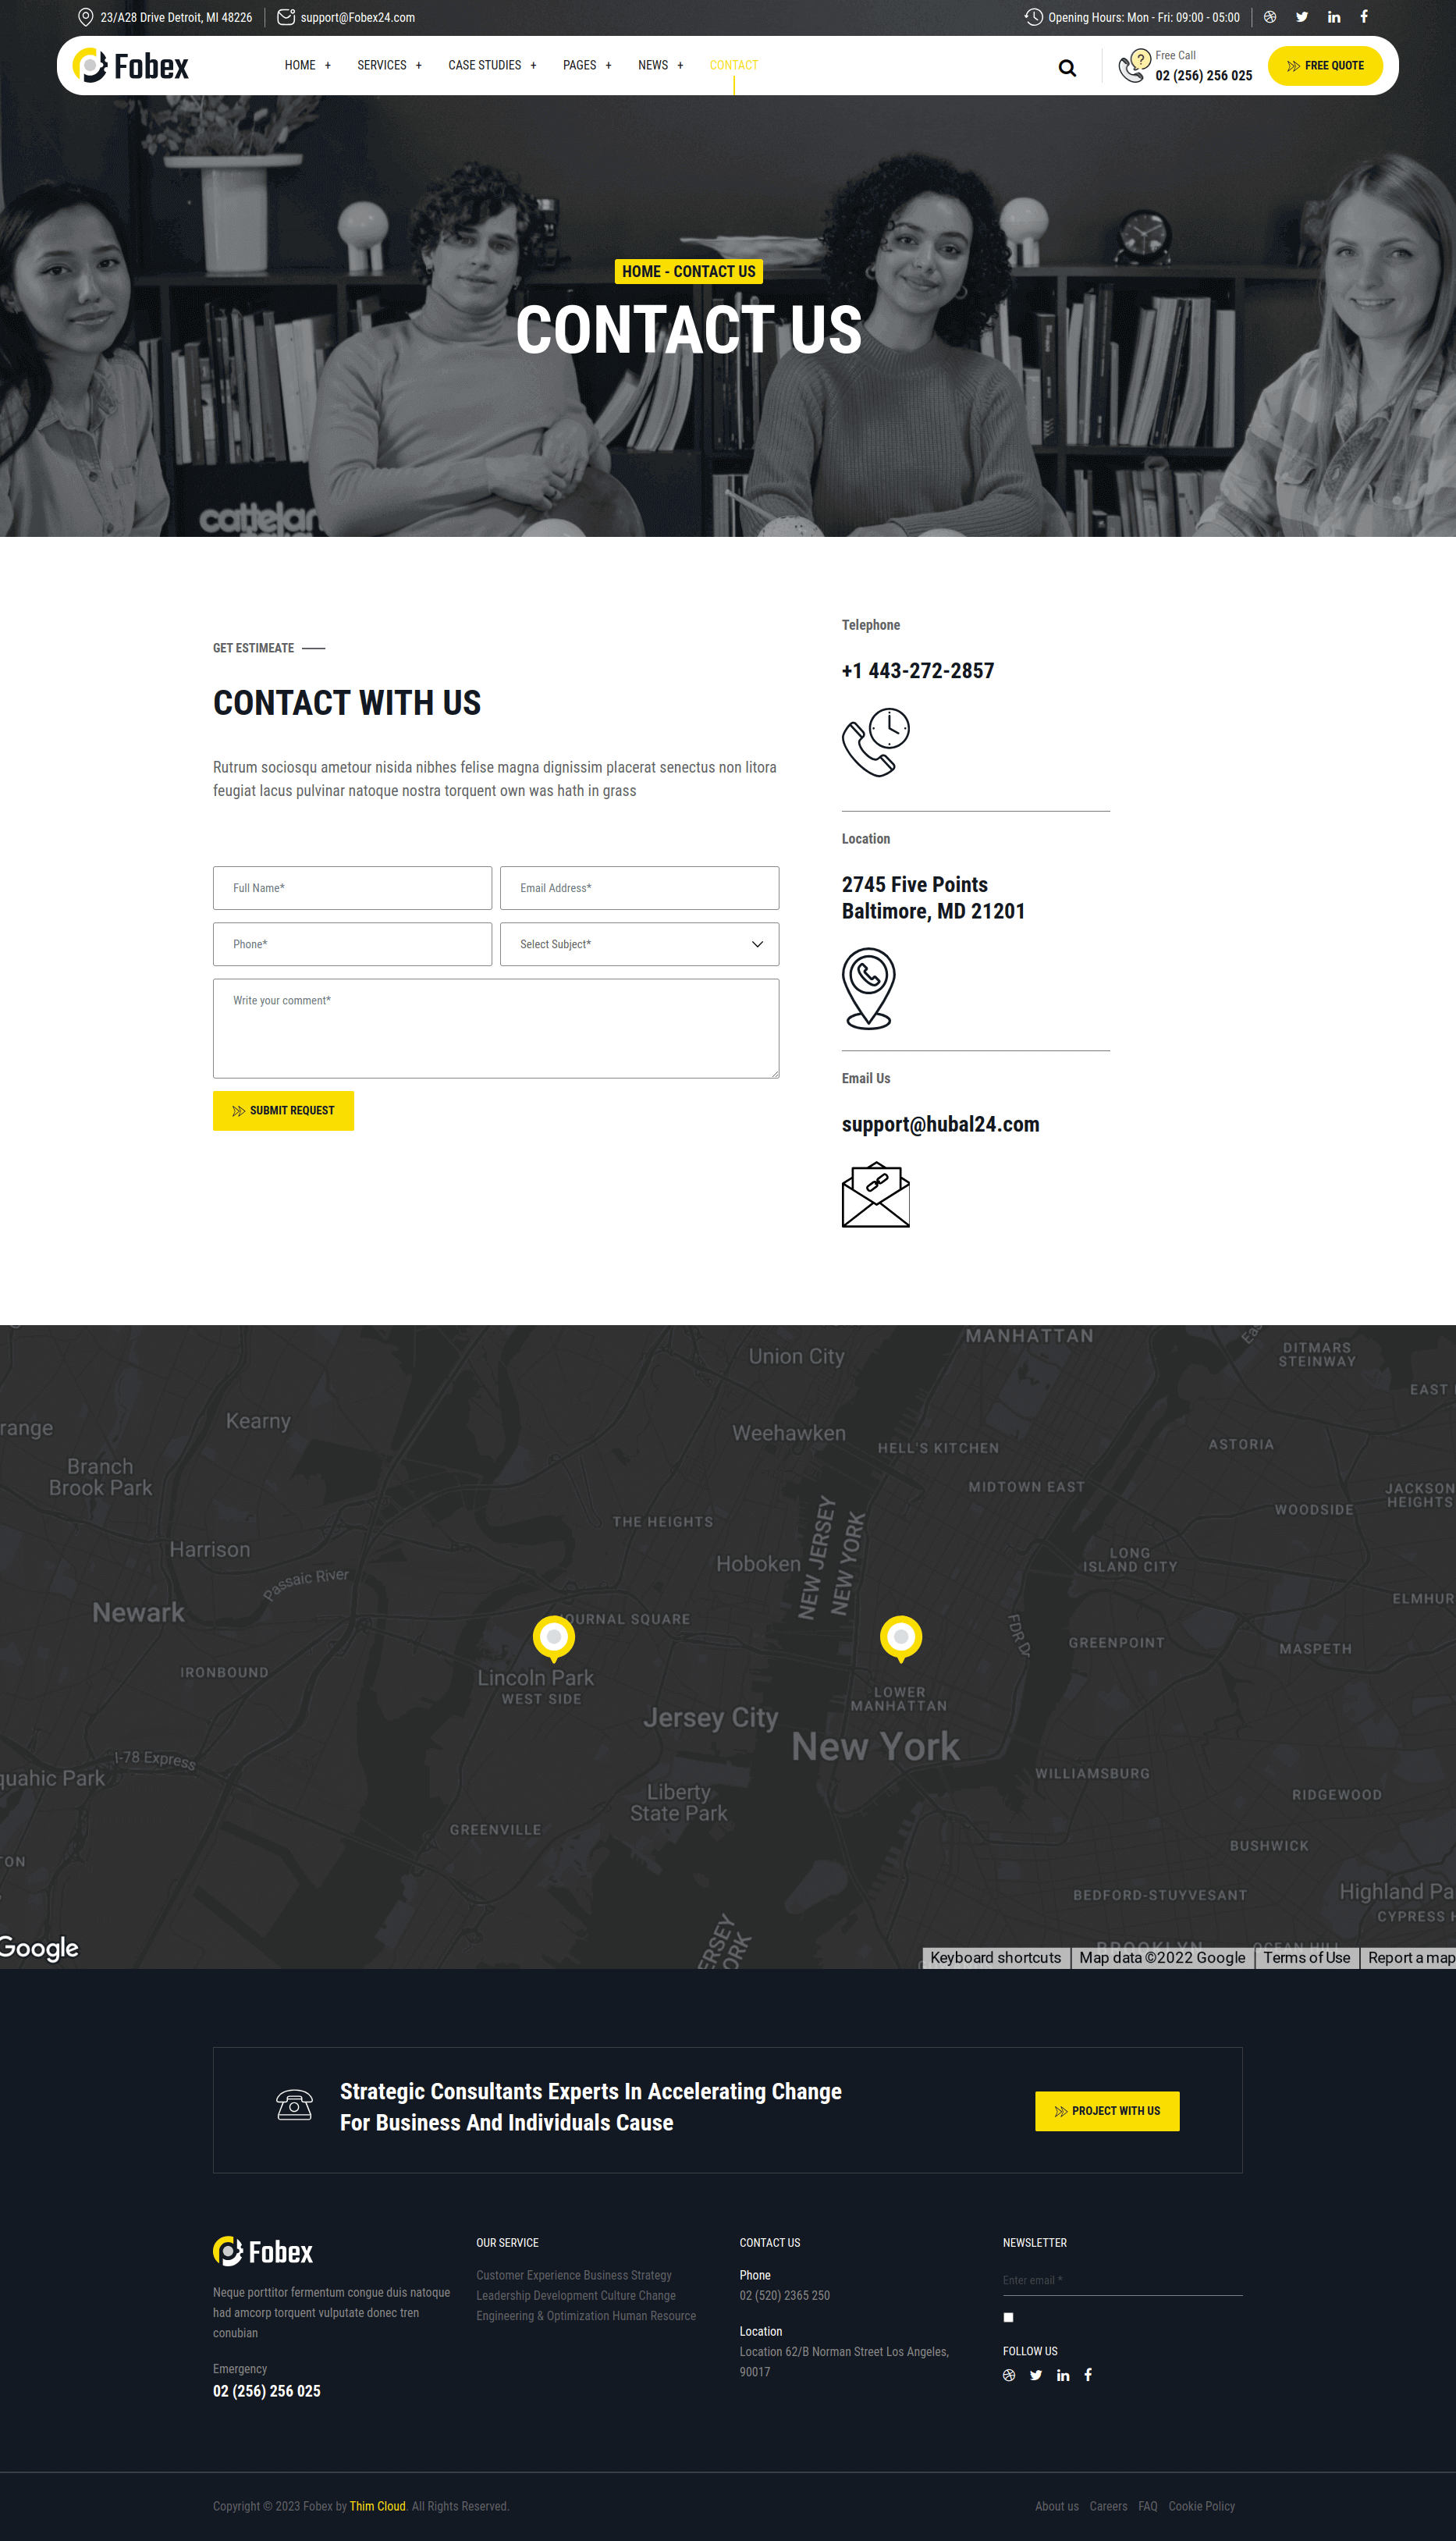 23/A28 Drive Detroit, MI 48226
support@Fobex24.com
Opening Hours: Mon - Fri: 09:00 - 05:00
Fobex
HOME +
SERVICES +
CASE STUDIES +
PAGES +
NEWS +
CONTACT
Free Call
02 (256) 256 025
FREE QUOTE
HOME - CONTACT US
CONTACT US
cattelan
GET ESTIMEATE
CONTACT WITH US
Rutrum sociosqu ametour nisida nibhes felise magna dignissim placerat senectus non litora
feugiat lacus pulvinar natoque nostra torquent own was hath in grass
Full Name*
Email Address*
Phone*
Select Subject*
Write your comment*
SUBMIT REQUEST
Telephone
+1 443-272-2857
Location
2745 Five Points
Baltimore, MD 21201
Email Us
support@hubal24.com
MANHATTAN
Union City
DITMARS
STEINWAY
EAST
Kearny
range
Weehawken
HELL'S KITCHEN
ASTORIA
Branch
Brook Park
MIDTOWN EAST
JACKSON
HEIGHTS
WOODSIDE
THE HEIGHTS
NEW JERSEY
NEW YORK
Harrison
Hoboken
LONG
ISLAND CITY
Passaic River
ELMHUR
Newark
JOURNAL SQUARE
FDR Dr
GREENPOINT
MASPETH
IRONBOUND
Lincoln Park
WEST SIDE
LOWER
MANHATTAN
Jersey City
New York
I-78 Express
quahic Park
WILLIAMSBURG
Liberty
State Park
RIDGEWOOD
GREENVILLE
BUSHWICK
TON
BEDFORD-STUYVESANT
Highland Pa
CYPRESS H
ERSEY
ORK
BROOKLYN
OCEAN HILL
Google
Keyboard shortcuts
Map data ©2022 Google
Terms of Use
Report a map
Strategic Consultants Experts In Accelerating Change
For Business And Individuals Cause
PROJECT WITH US
Fobex
Neque porttitor fermentum congue duis natoque
had amcorp torquent vulputate donec tren
conubian
Emergency
02 (256) 256 025
OUR SERVICE
Customer Experience Business Strategy
Leadership Development Culture Change
Engineering & Optimization Human Resource
CONTACT US
Phone
02 (520) 2365 250
Location
Location 62/B Norman Street Los Angeles,
90017
NEWSLETTER
Enter email *
FOLLOW US
Copyright © 2023 Fobex by Thim Cloud. All Rights Reserved.
About us Careers FAQ Cookie Policy